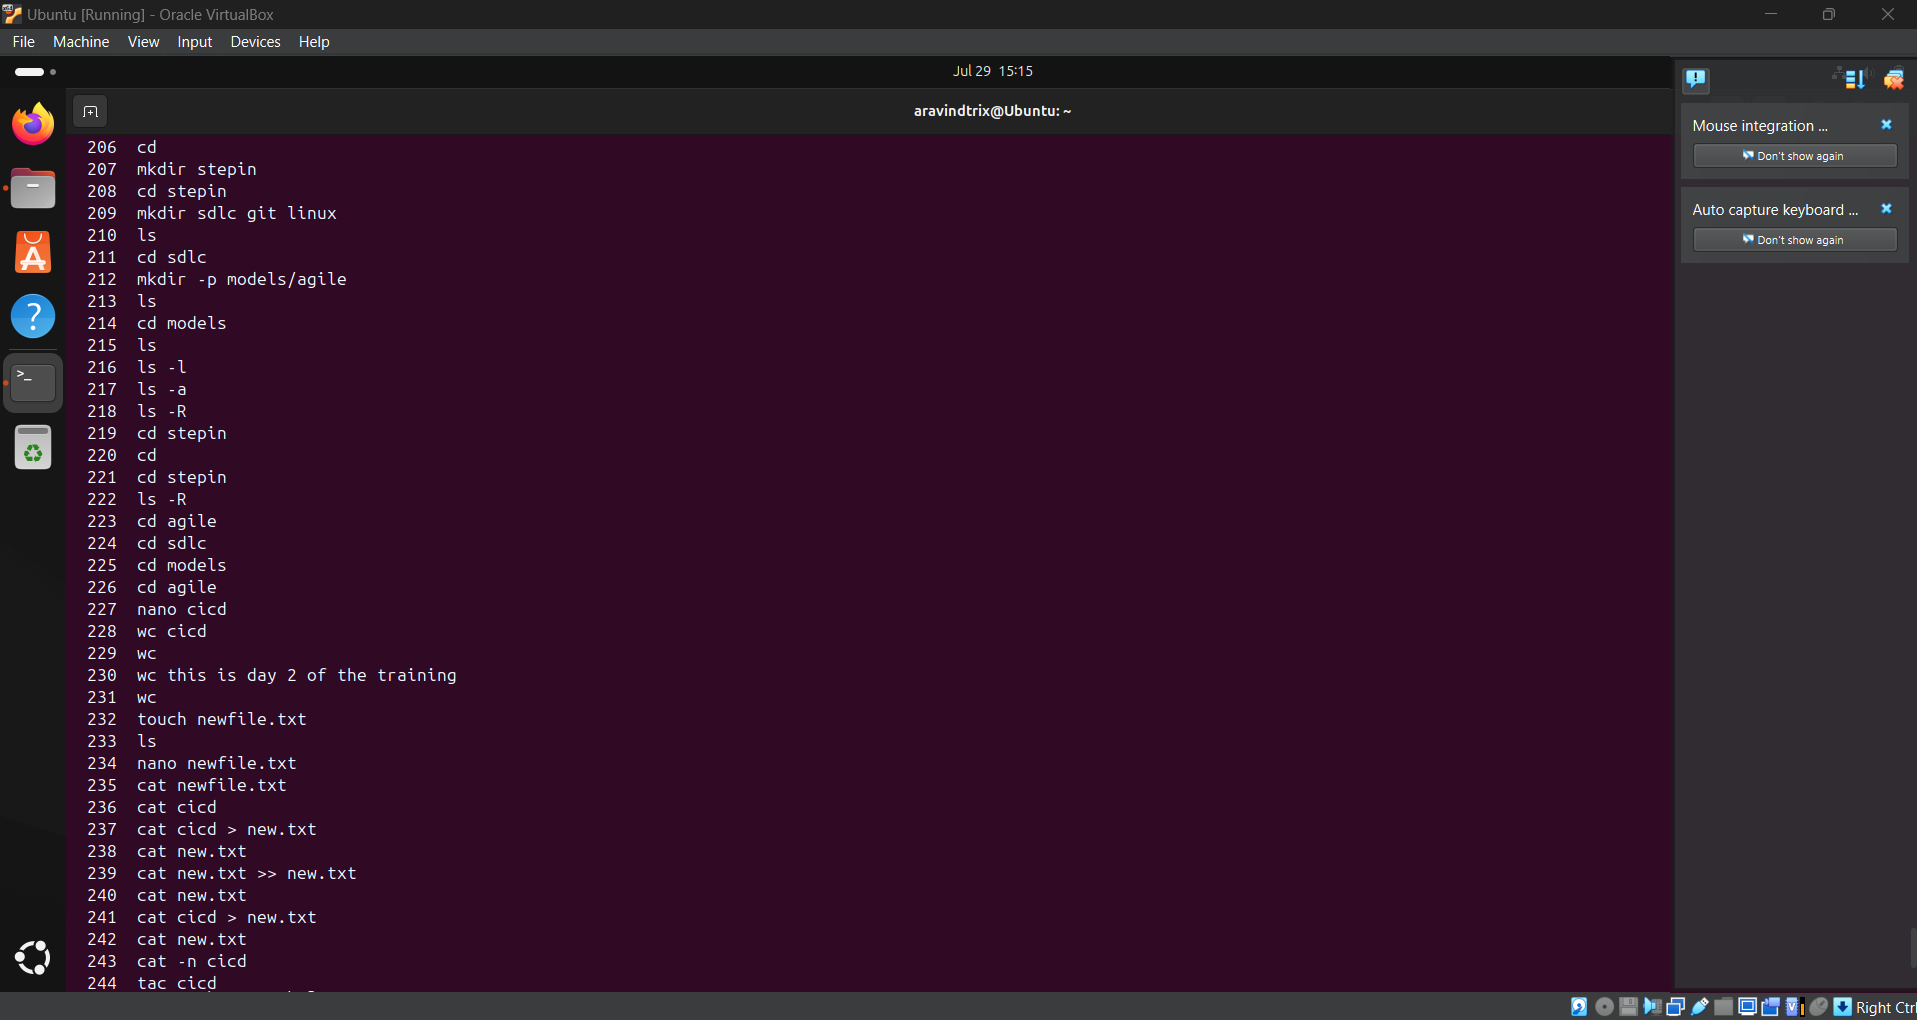 Ubuntu [Running] - Oracle VirtualBox
File Machine View Input Devices Help
Jul 29 15:15
aravindtrix@Ubuntu: ~
206 cd
207 mkdir stepin
208 cd stepin
209 mkdir sdlc git linux
210 ls
211 cd sdlc
212 mkdir -p models/agile
213 ls
214 cd models
215 ls
216 ls -l
217 ls -a
218 ls -R
219 cd stepin
220 cd
221 cd stepin
222 ls -R
223 cd agile
224 cd sdlc
225 cd models
226 cd agile
227 nano cicd
228 wc cicd
229 wc
230 wc this is day 2 of the training
231 wc
232 touch newfile.txt
233 ls
234 nano newfile.txt
235 cat newfile.txt
236 cat cicd
237 cat cicd > new.txt
238 cat new.txt
239 cat new.txt >> new.txt
240 cat new.txt
241 cat cicd > new.txt
242 cat new.txt
243 cat -n cicd
244 tac cicd
Mouse integration ...
Don't show again
Auto capture keyboard ...
Don't show again
Right Ctrl